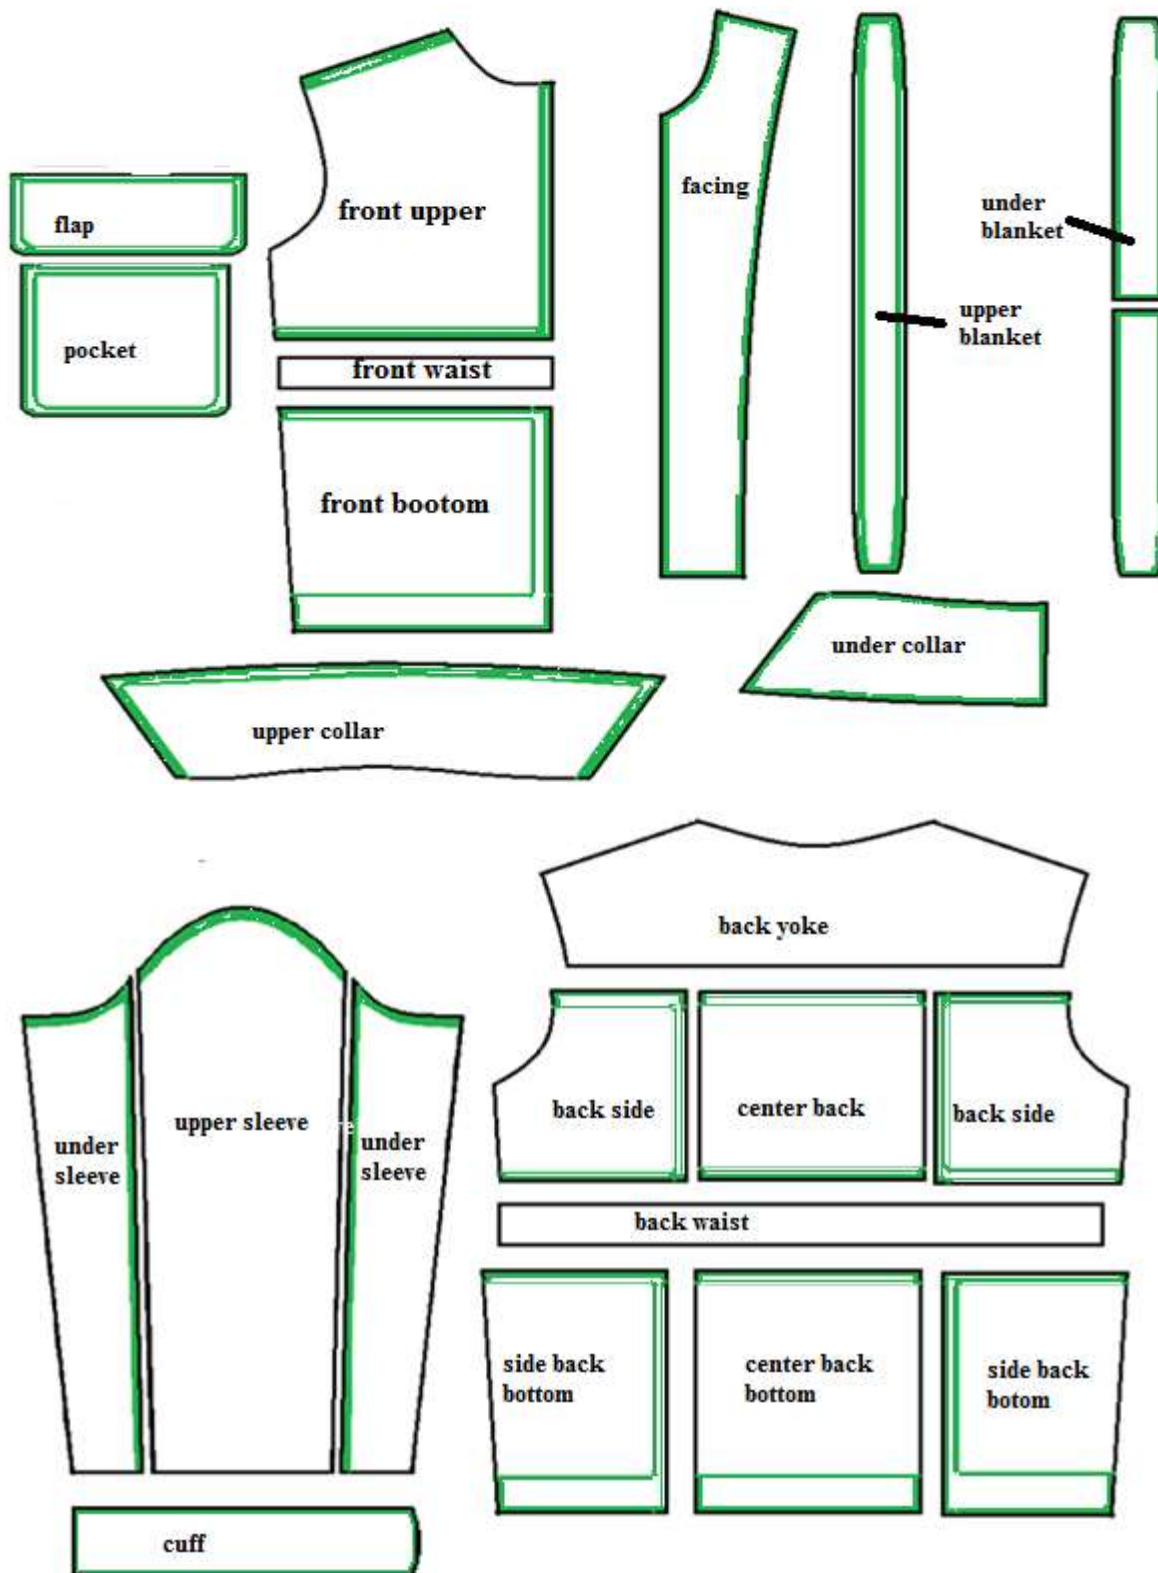 flap
pocket
front upper
front waist
front bootom
facing
under
blanket
upper
blanket
under collar
upper collar
back yoke
under
sleeve
upper sleeve
re
under
sleeve
back side
center back
back side
back waist
side back
bottom
center back
bottom
side back
botom
cuff